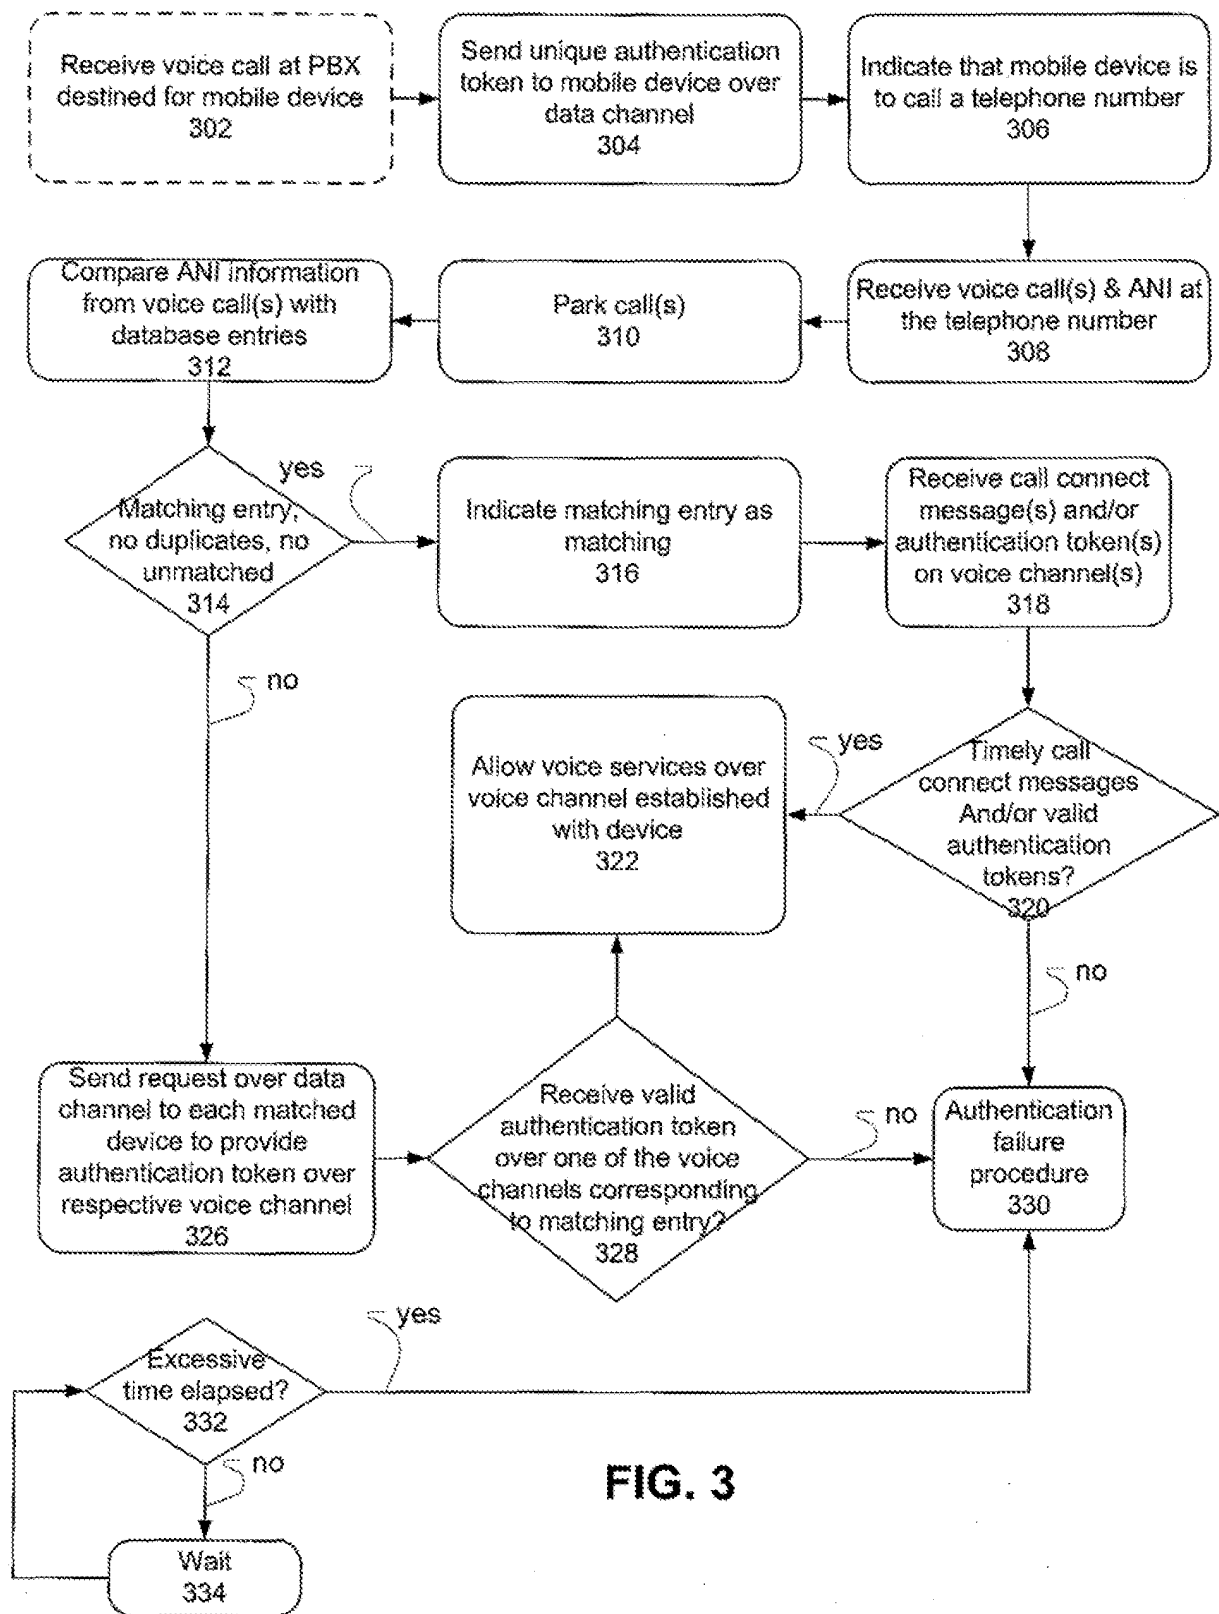 Receive voice call at PBX
destined for mobile device
302
Send unique authentication
token to mobile device over
data channel
304
Indicate that mobile device is
to call a telephone number
306
Compare ANI information
from voice call(s) with
database entries
312
Park call(s)
310
Receive voice call(s) & ANI at
the telephone number
308
Matching entry,
no duplicates, no
unmatched
314
yes
Indicate matching entry as
matching
316
Receive call connect
message(s) and/or
authentication token(s)
on voice channel(s)
318
no
Allow voice services over
voice channel established
with device
322
yes
Timely call
connect messages
And/or valid
authentication
tokens?
320
no
Send request over data
channel to each matched
device to provide
authentication token over
respective voice channel
326
Receive valid
authentication token
over one of the voice
channels corresponding
to matching entry?
328
no
Authentication
failure
procedure
330
Excessive
time elapsed?
332
yes
no
Wait
334
FIG. 3